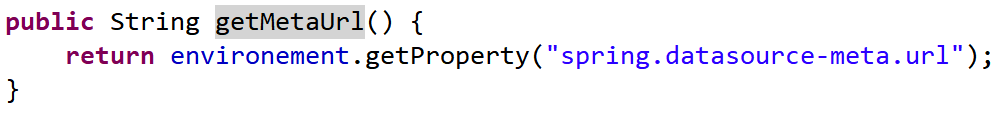 public String getMetaUrl() {
return environement.getProperty("spring.datasource-meta.url");
}